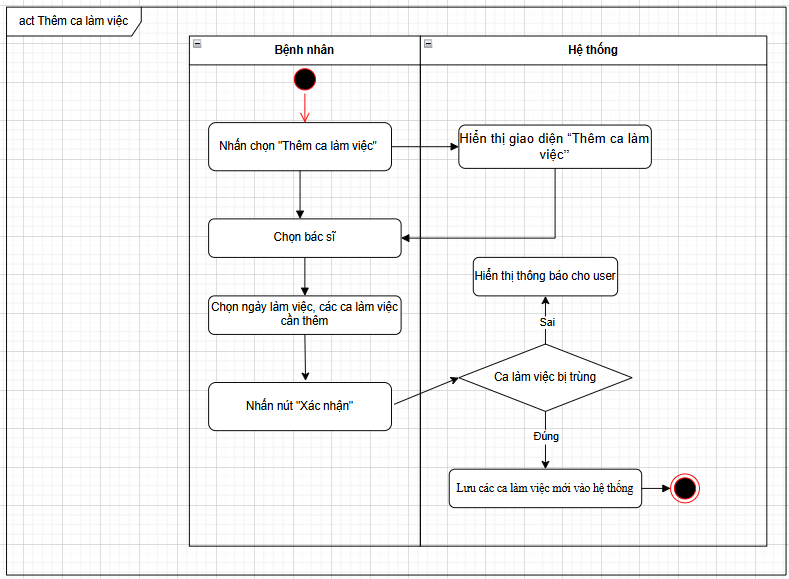 act Thêm ca làm việc
Bệnh nhân
Hệ thống
Nhấn chọn "Thêm ca làm việc"
Hiển thị giao diện “Thêm ca làm
việc”
Chọn bác sĩ
Hiển thị thông báo cho user
Chọn ngày làm việc, các ca làm việc
cần thêm
Sai
Ca làm việc bị trùng
Nhấn nút "Xác nhận"
Đúng
Lưu các ca làm việc mới vào hệ thống